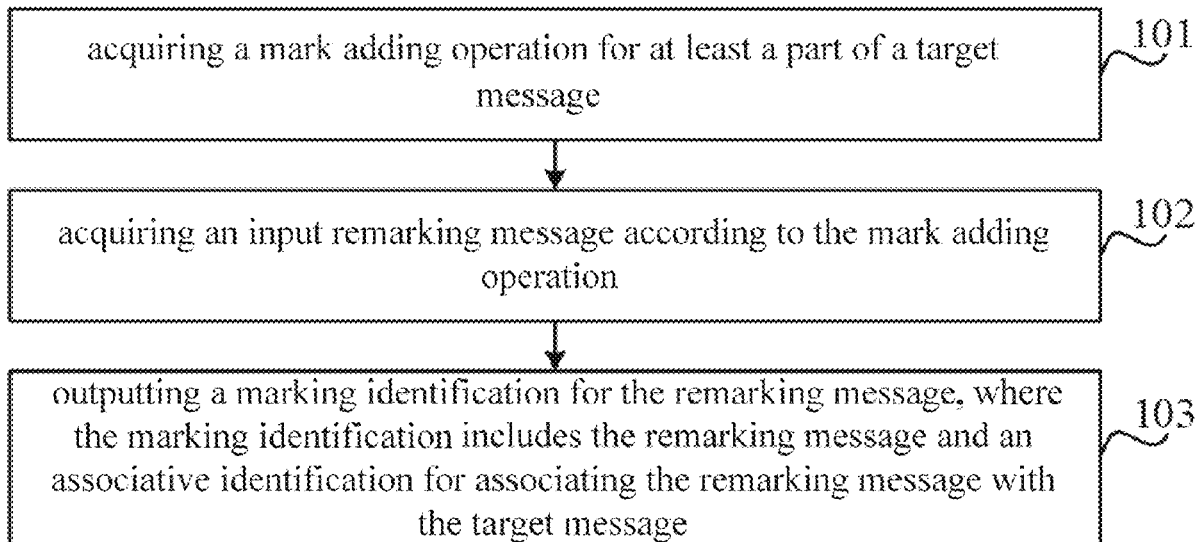 acquiring a mark adding operation for at least a part of a target
message
101
acquiring an input remarking message according to the mark adding
operation
102
outputting a marking identification for the remarking message, where
the marking identification includes the remarking message and an
associative identification for associating the remarking message with
the target message
103